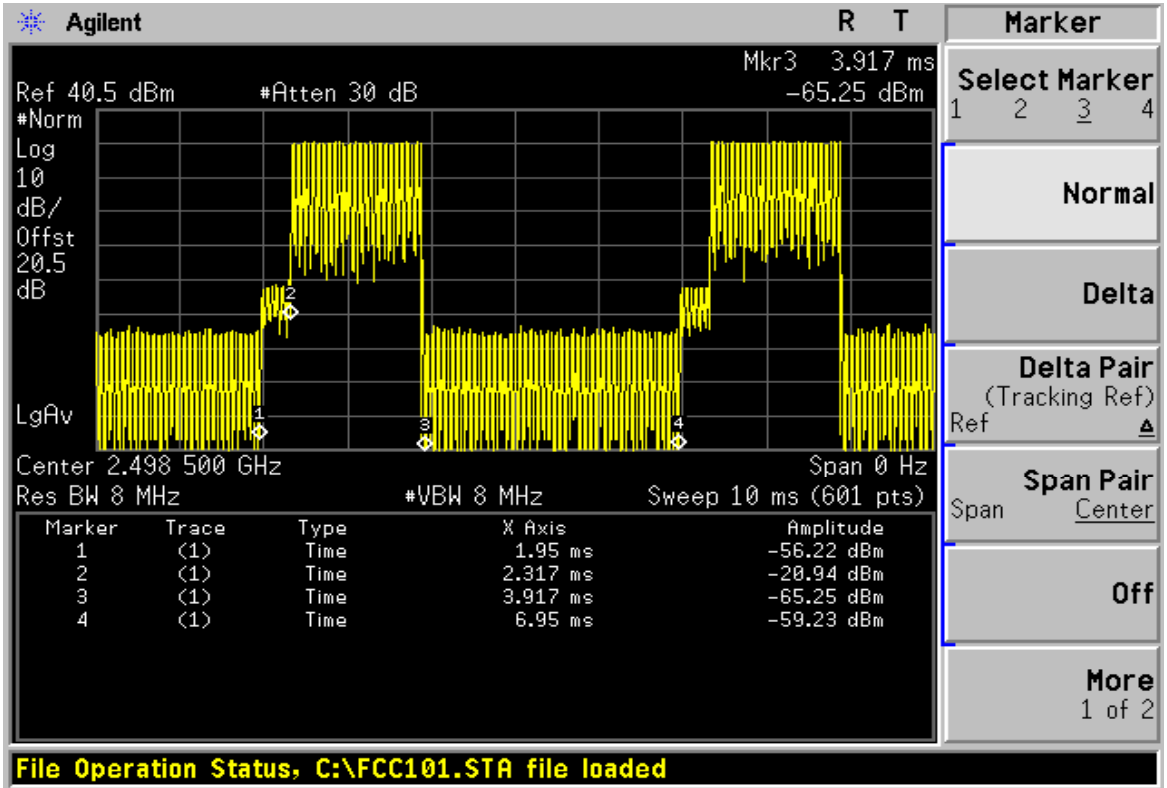 Agilent R T Marker
Mkr3 3.917 ms
Ref 40.5 dBm #Atten 30 dB -65.25 dBm
#Norm
Log
10
dB/
Offst
20.5
dB
LgAv
2
1
3
4
Center 2.498 500 GHz Span 0 Hz
Res BW 8 MHz #VBW 8 MHz Sweep 10 ms (601 pts)
Marker Trace Type X Axis Amplitude
1 (1) Time 1.95 ms -56.22 dBm
2 (1) Time 2.317 ms -20.94 dBm
3 (1) Time 3.917 ms -65.25 dBm
4 (1) Time 6.95 ms -59.23 dBm
Select Marker
1 2 3 4
Normal
Delta
Delta Pair
(Tracking Ref)
Ref Δ
Span Pair
Span Center
Off
More
1 of 2
File Operation Status, C:\FCC101.STA file loaded